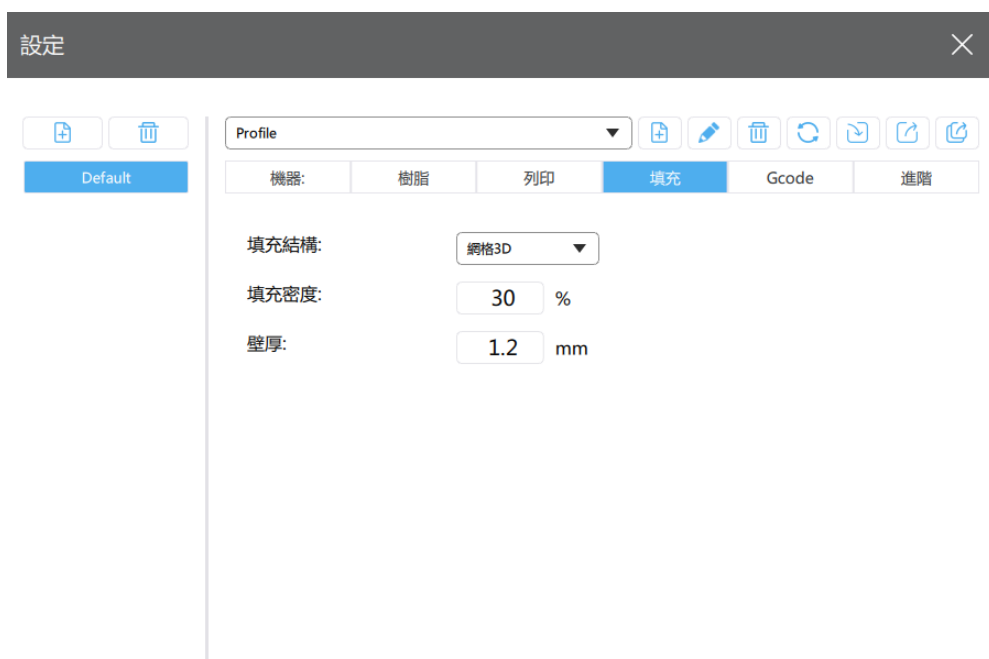 設定
Profile
Default
機器: 樹脂 列印 填充 Gcode 進階
填充結構: 網格3D
填充密度: 30 %
壁厚: 1.2 mm